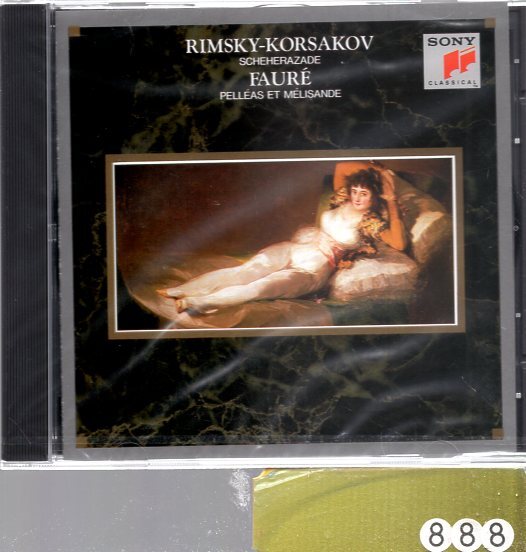 RIMSKY-KORSAKOV
SCHEHERAZADE
FAURÉ
PELLÉAS ET MÉLISANDE
SONY
CLASSICAL
888